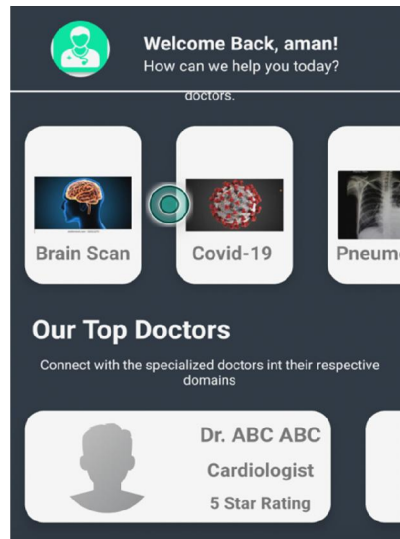 Welcome Back, aman!
How can we help you today?
doctors.
Brain Scan
Covid-19
Pneum
Our Top Doctors
Connect with the specialized doctors int their respective
domains
Dr. ABC ABC
Cardiologist
5 Star Rating